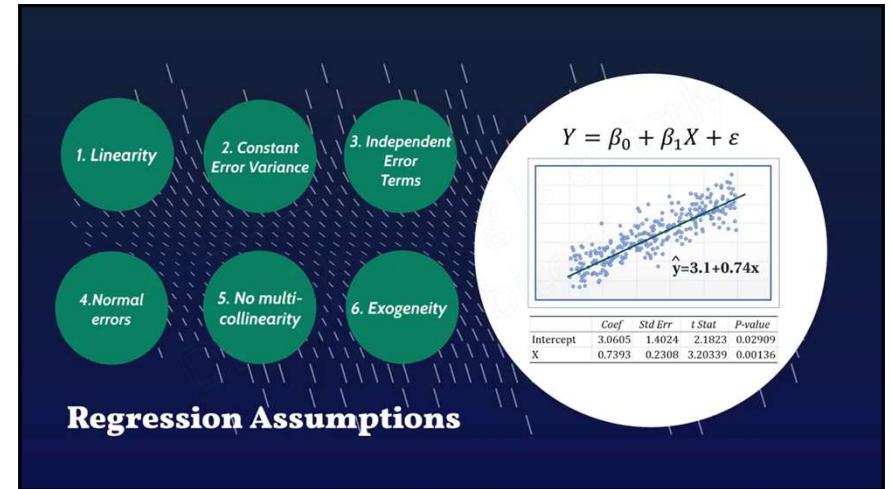 1. Linearity
2. Constant
Error Variance
3. Independent
Error
Terms
4.Normal
errors
5. No multi-
collinearity
6. Exogeneity
Regression Assumptions
Y = β₀ + β₁X + ε
ŷ=3.1+0.74x
Coef Std Err t Stat P-value
Intercept 3.0605 1.4024 2.1823 0.02909
X 0.7393 0.2308 3.20339 0.00136